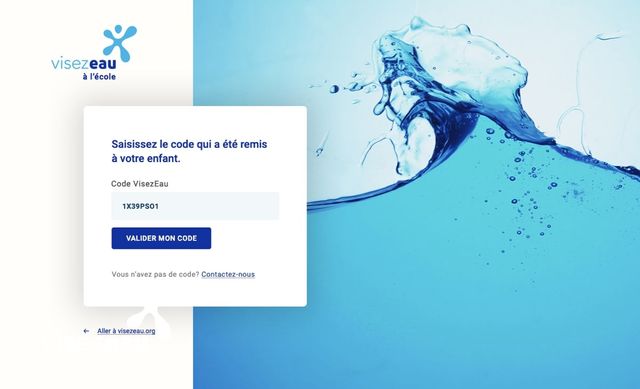 visezeau
à l'école
Saisissez le code qui a été remis
à votre enfant.
Code VisezEau
1X39PSO1
VALIDER MON CODE
Vous n'avez pas de code? Contactez-nous
← Aller à visezeau.org